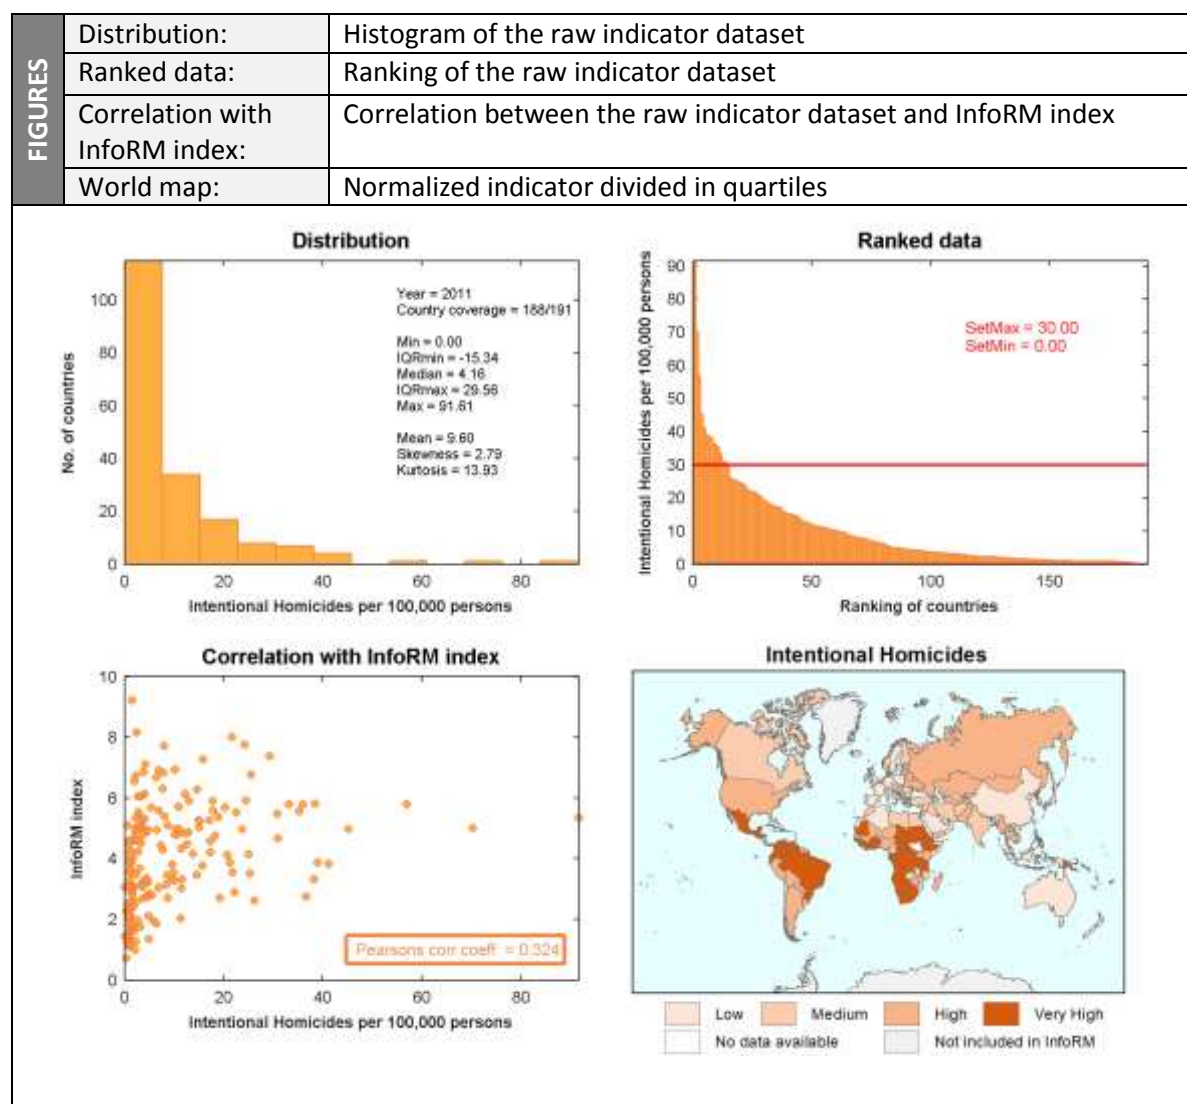 FIGURES
Distribution: Histogram of the raw indicator dataset
Ranked data: Ranking of the raw indicator dataset
Correlation with Correlation between the raw indicator dataset and InfoRM index
InfoRM index:
World map: Normalized indicator divided in quartiles
Distribution
No. of countries
100
80
60
40
20
0
Year = 2011
Country coverage = 188/191
Min = 0.00
IQRmin = -15.34
Median = 4.16
IQRmax = 29.56
Max = 91.61
Mean = 9.60
Skewness = 2.79
Kurtosis = 13.93
0 20 40 60 80
Intentional Homicides per 100,000 persons
Ranked data
Intentional Homicides per 100,000 persons
90
80
70
60
50
40
30
20
10
0
SetMax = 30.00
SetMin = 0.00
0 50 100 150
Ranking of countries
Correlation with InfoRM index
InfoRM index
10
8
6
4
2
0
Pearsons corr coeff = 0.324
0 20 40 60 80
Intentional Homicides per 100,000 persons
Intentional Homicides
Low Medium High Very High
No data available Not included in InfoRM